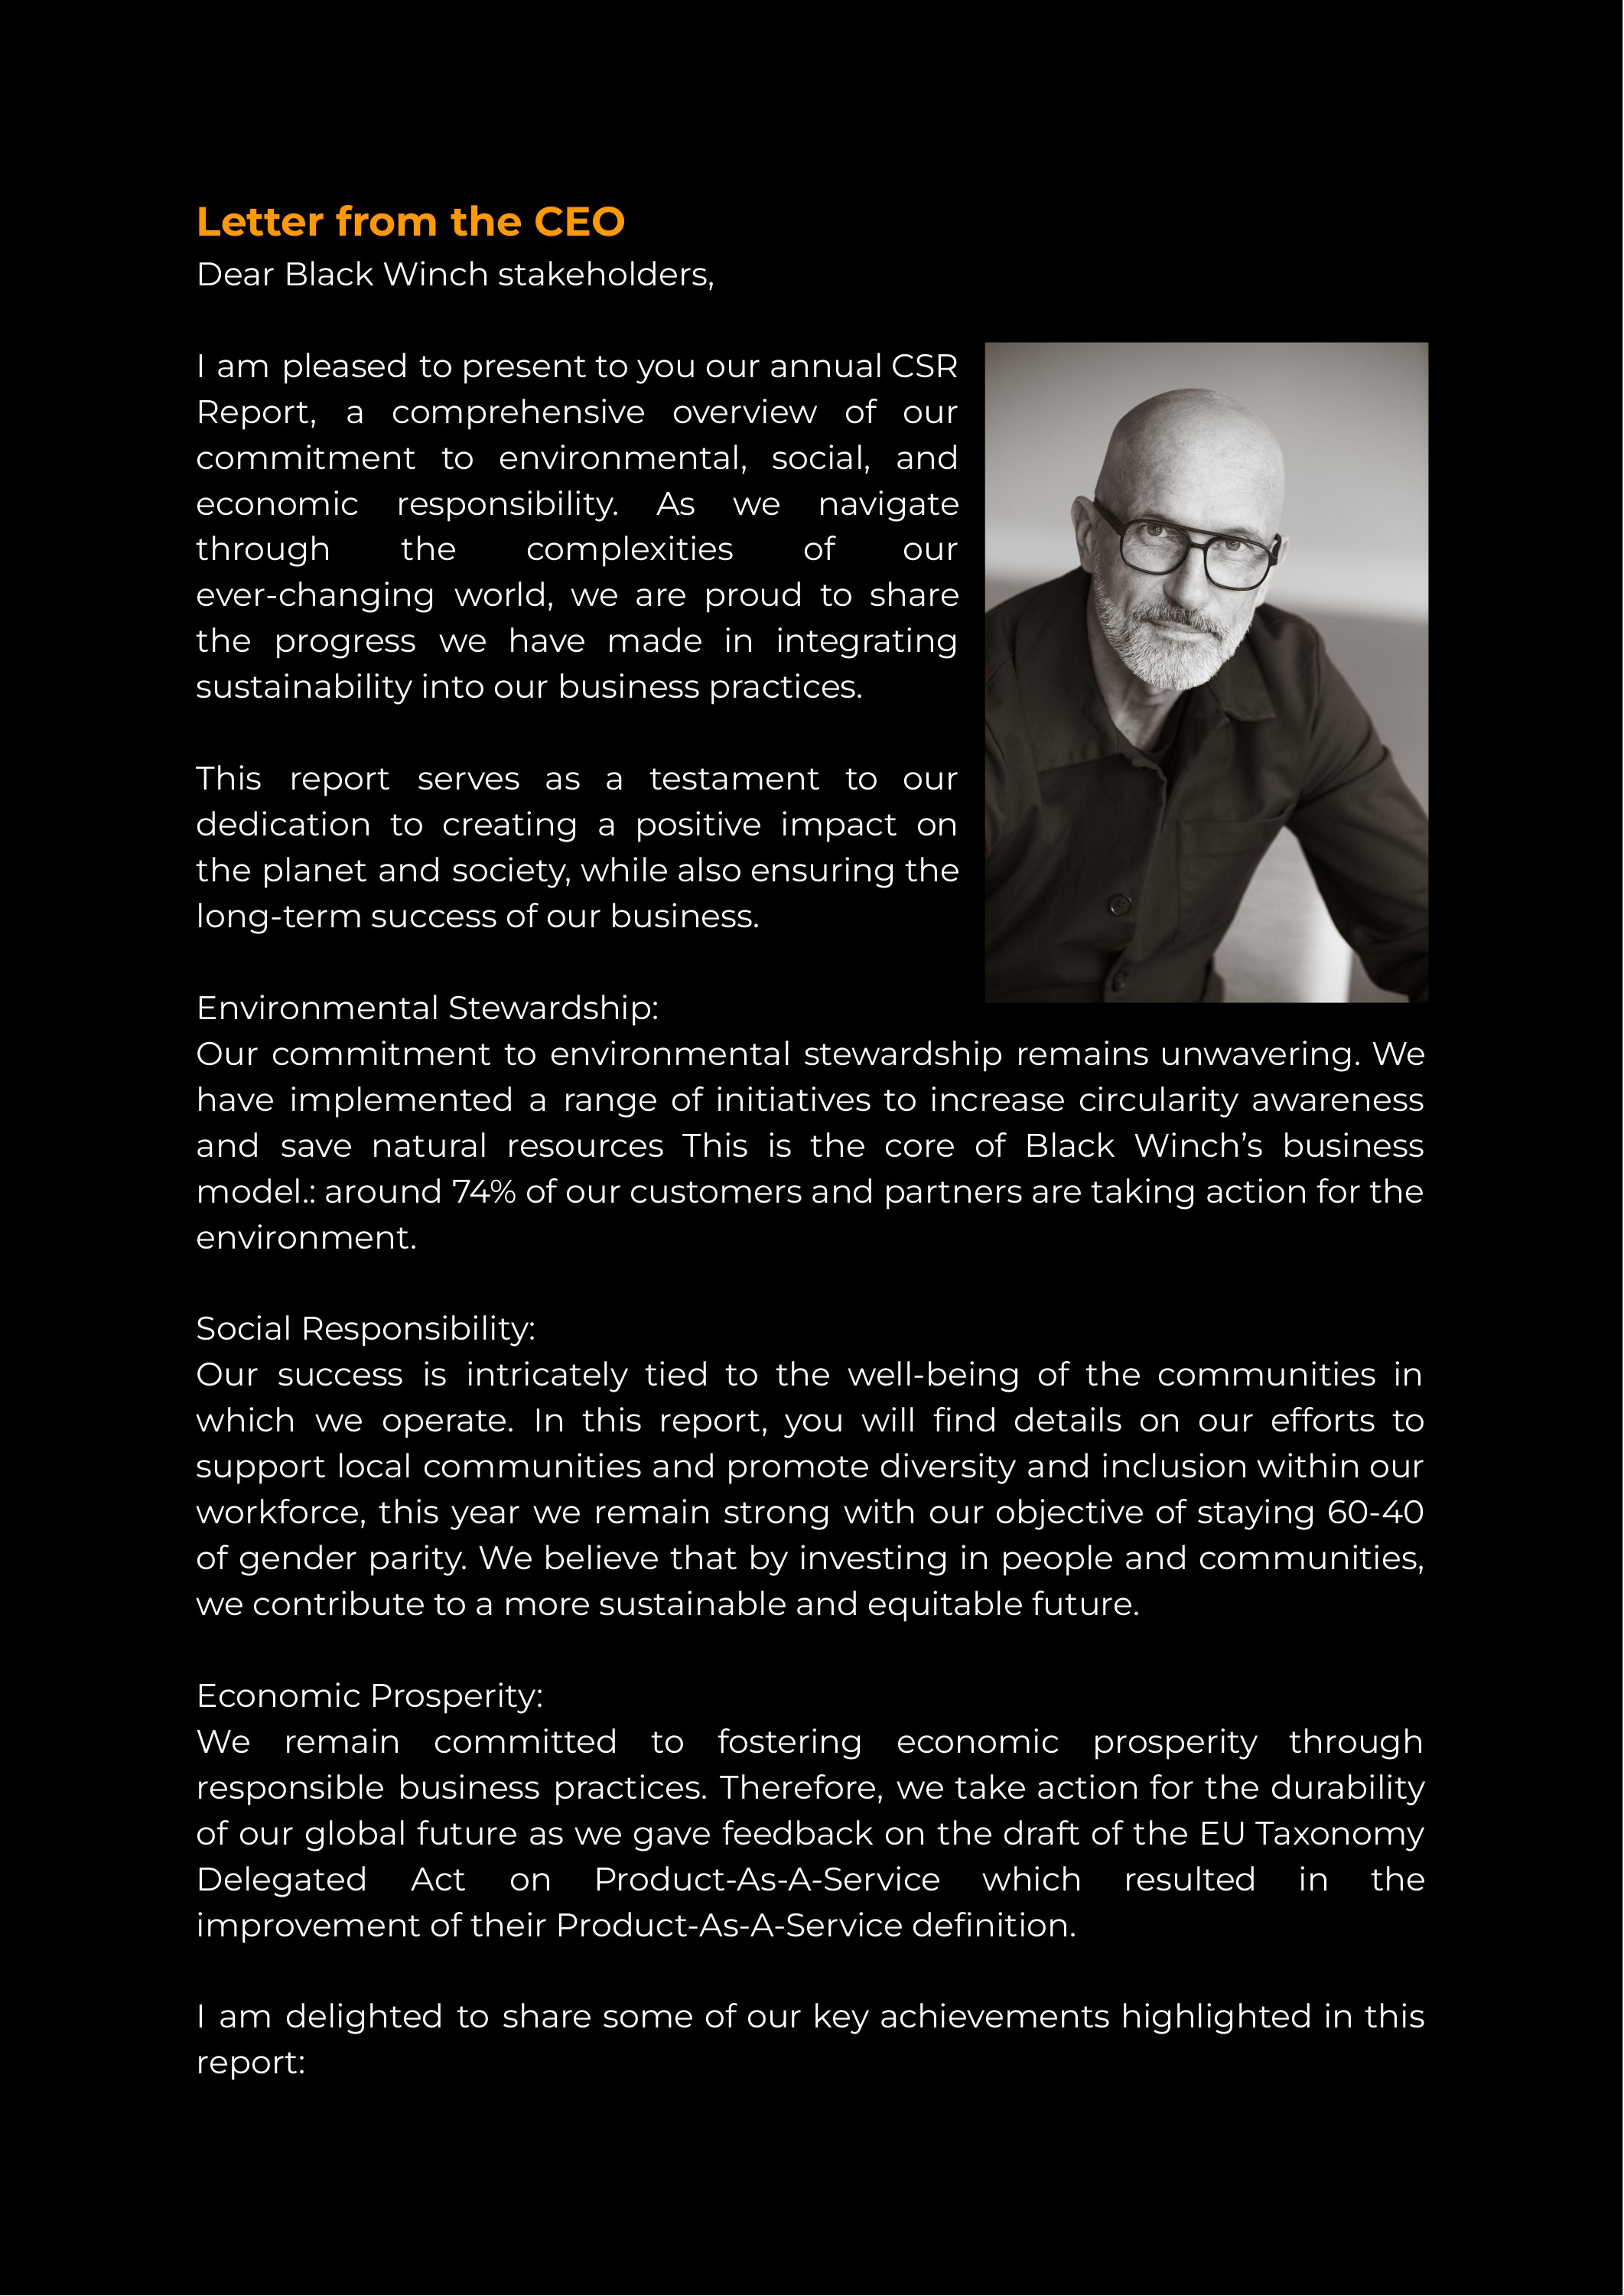 Letter from the CEO
Dear Black Winch stakeholders,
I am pleased to present to you our annual CSR
Report, a comprehensive overview of our
commitment to environmental, social, and
economic responsibility. As we navigate
through the complexities of our
ever-changing world, we are proud to share
the progress we have made in integrating
sustainability into our business practices.
This report serves as a testament to our
dedication to creating a positive impact on
the planet and society, while also ensuring the
long-term success of our business.
Environmental Stewardship:
Our commitment to environmental stewardship remains unwavering. We
have implemented a range of initiatives to increase circularity awareness
and save natural resources This is the core of Black Winch’s business
model.: around 74% of our customers and partners are taking action for the
environment.
Social Responsibility:
Our success is intricately tied to the well-being of the communities in
which we operate. In this report, you will find details on our efforts to
support local communities and promote diversity and inclusion within our
workforce, this year we remain strong with our objective of staying 60-40
of gender parity. We believe that by investing in people and communities,
we contribute to a more sustainable and equitable future.
Economic Prosperity:
We remain committed to fostering economic prosperity through
responsible business practices. Therefore, we take action for the durability
of our global future as we gave feedback on the draft of the EU Taxonomy
Delegated Act on Product-As-A-Service which resulted in the
improvement of their Product-As-A-Service definition.
I am delighted to share some of our key achievements highlighted in this
report: